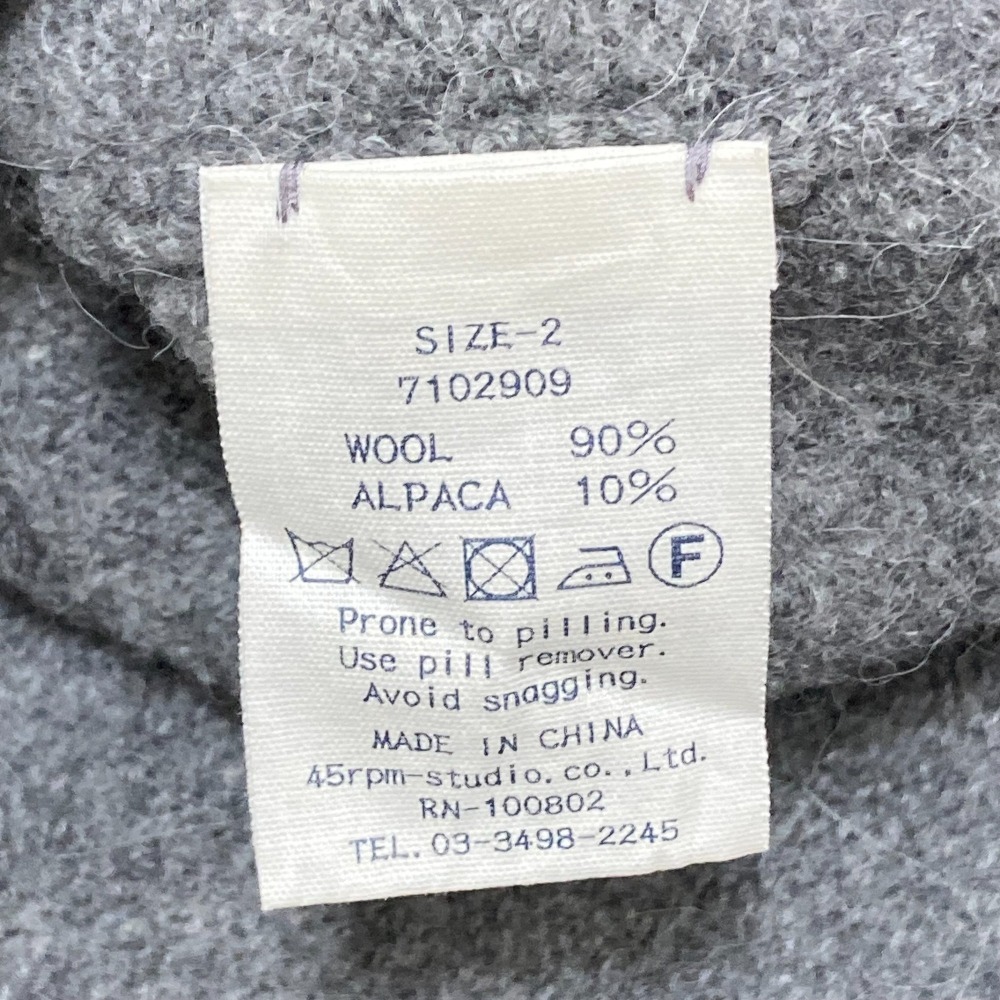 SIZE-2
7102909
WOOL 90%
ALPACA 10%
F
Prone to pilling.
Use pill remover.
Avoid snagging.
MADE IN CHINA
45rpm-studio.co.,Ltd.
RN-100802
TEL.03-3498-2245